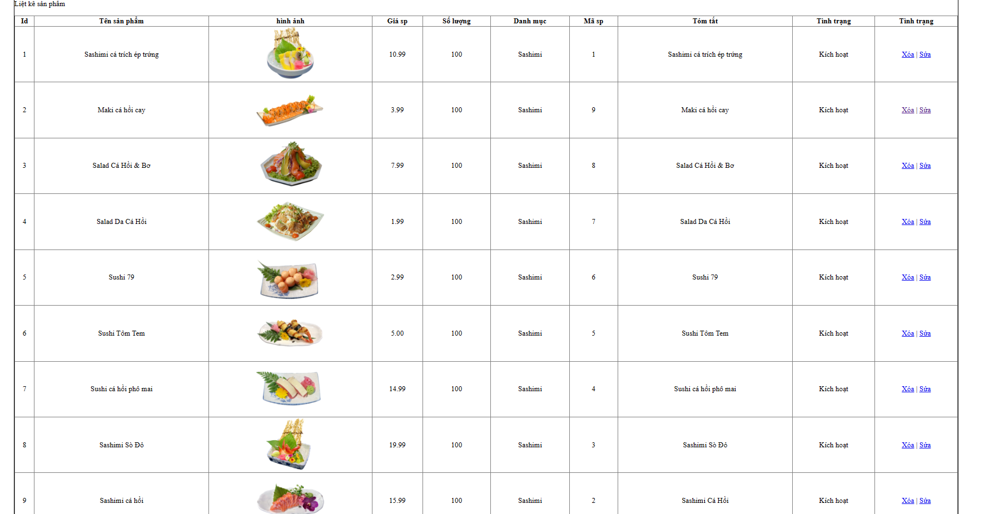 Liệt kê sản phẩm
Id Tên sản phẩm hình ảnh Giá sp Số lượng Danh mục Mã sp Tóm tắt Tình trạng Tình trạng
1 Sashimi cá trích ép trứng 10.99 100 Sashimi 1 Sashimi cá trích ép trứng Kích hoạt Xóa | Sửa
2 Maki cá hồi cay 3.99 100 Sashimi 9 Maki cá hồi cay Kích hoạt Xóa | Sửa
3 Salad Cá Hồi & Bơ 7.99 100 Sashimi 8 Salad Cá Hồi & Bơ Kích hoạt Xóa | Sửa
4 Salad Da Cá Hồi 1.99 100 Sashimi 7 Salad Da Cá Hồi Kích hoạt Xóa | Sửa
5 Sushi 79 2.99 100 Sashimi 6 Sushi 79 Kích hoạt Xóa | Sửa
6 Sushi Tôm Tem 5.00 100 Sashimi 5 Sushi Tôm Tem Kích hoạt Xóa | Sửa
7 Sushi cá hồi phô mai 14.99 100 Sashimi 4 Sushi cá hồi phô mai Kích hoạt Xóa | Sửa
8 Sashimi Sò Đỏ 19.99 100 Sashimi 3 Sashimi Sò Đỏ Kích hoạt Xóa | Sửa
9 Sashimi cá hồi 15.99 100 Sashimi 2 Sashimi Cá Hồi Kích hoạt Xóa | Sửa